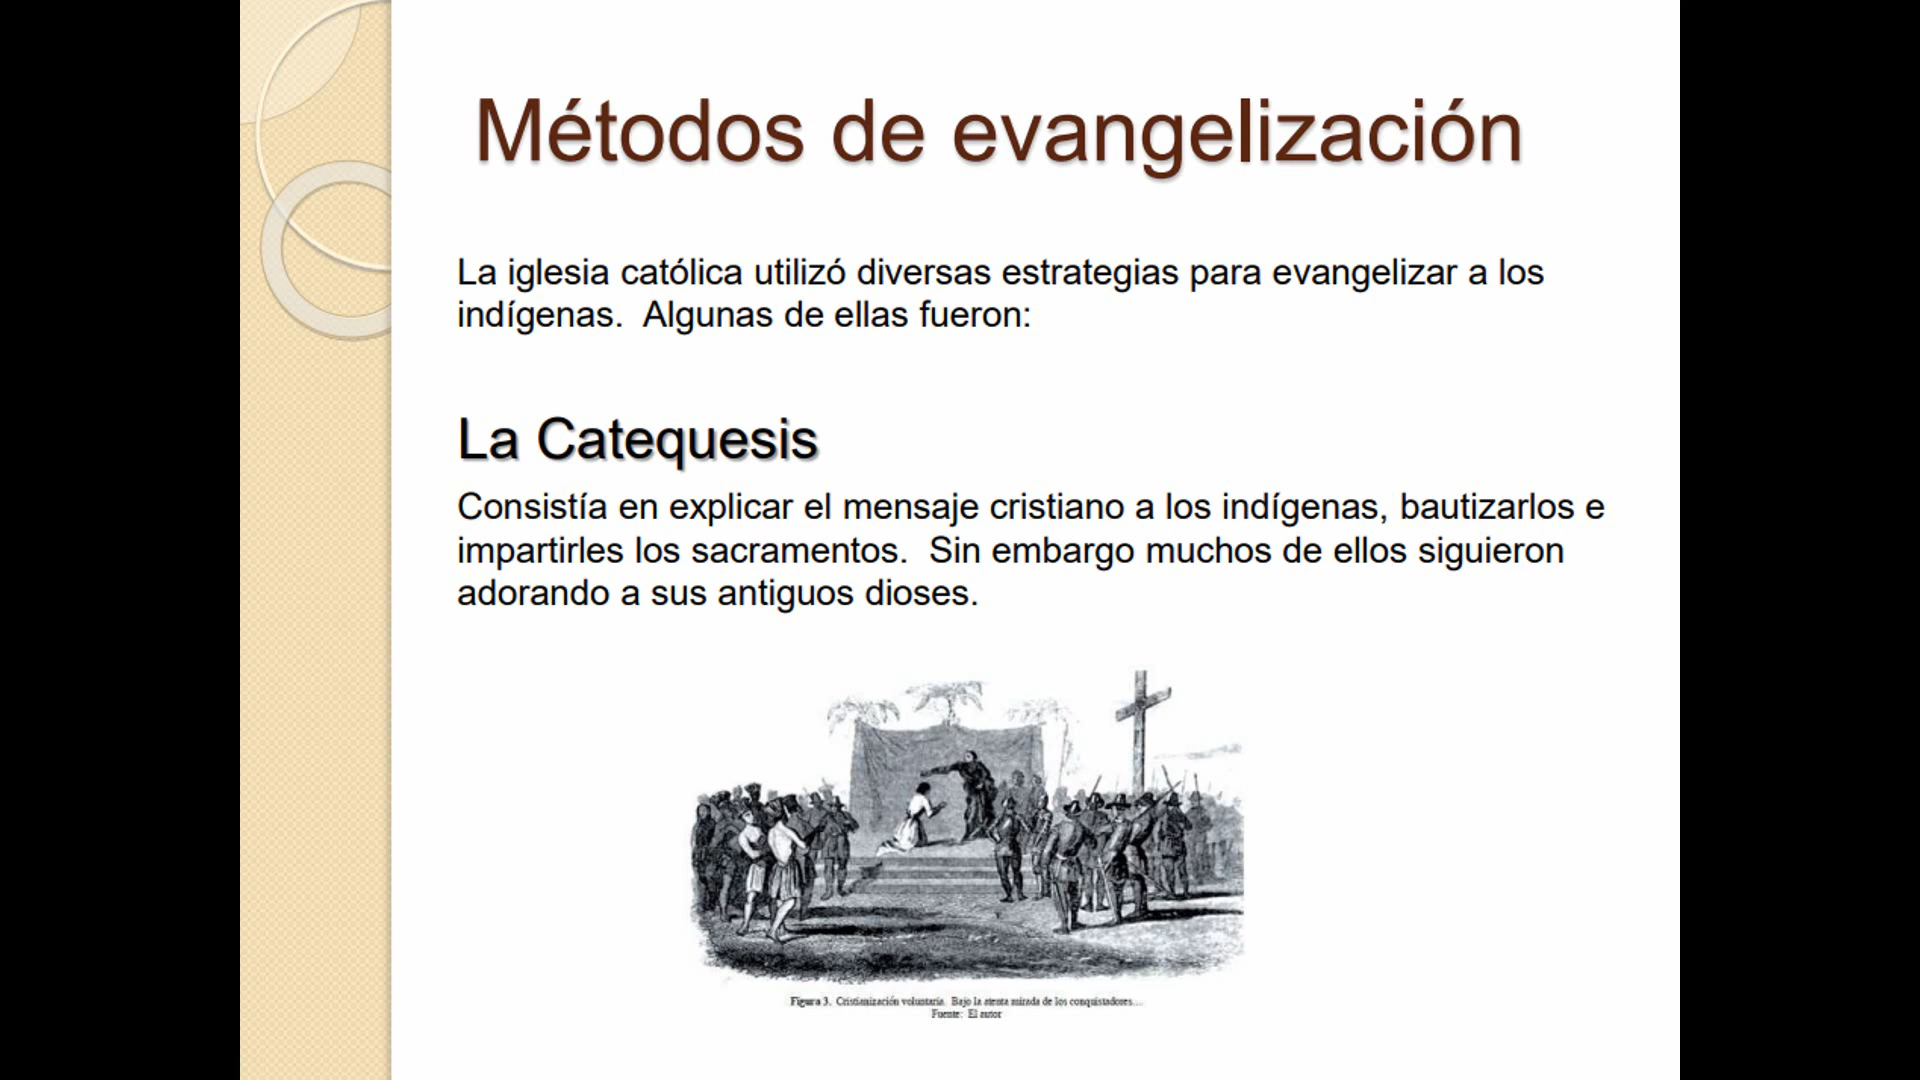 Métodos de evangelización
La iglesia católica utilizó diversas estrategias para evangelizar a los
indígenas.  Algunas de ellas fueron:
La Catequesis
Consistía en explicar el mensaje cristiano a los indígenas, bautizarlos e
impartirles los sacramentos.  Sin embargo muchos de ellos siguieron
adorando a sus antiguos dioses.
Figura 3.  Cristianización voluntaria.  Bajo la atenta mirada de los conquistadores...
Fuente:  El autor